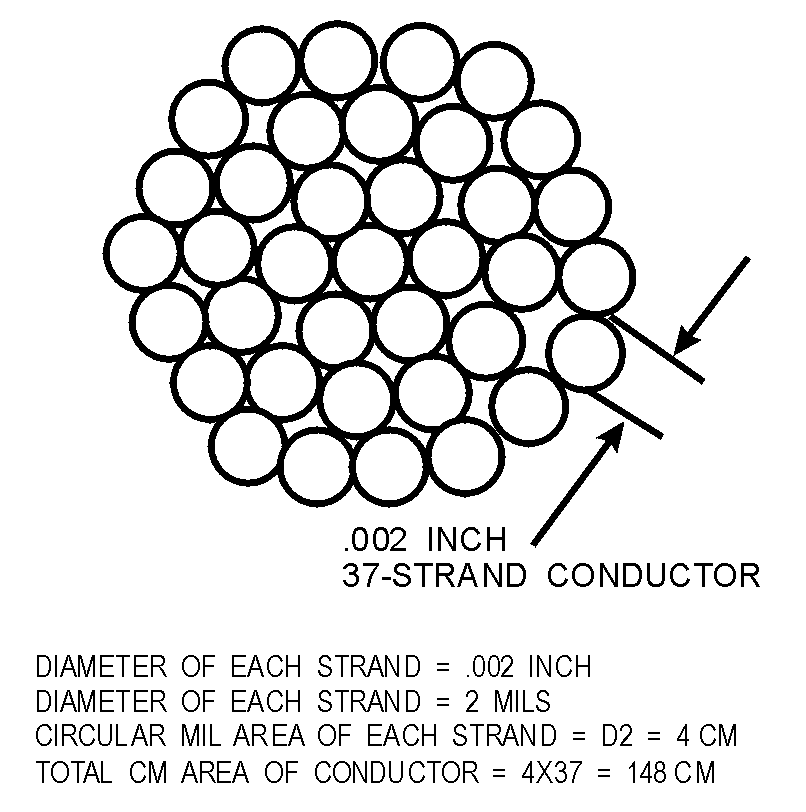 .002 INCH
37-STRAND CONDUCTOR
DIAMETER OF EACH STRAND = .002 INCH
DIAMETER OF EACH STRAND = 2 MILS
CIRCULAR MIL AREA OF EACH STRAND = D2 = 4 CM
TOTAL CM AREA OF CONDUCTOR = 4X37 = 148 CM